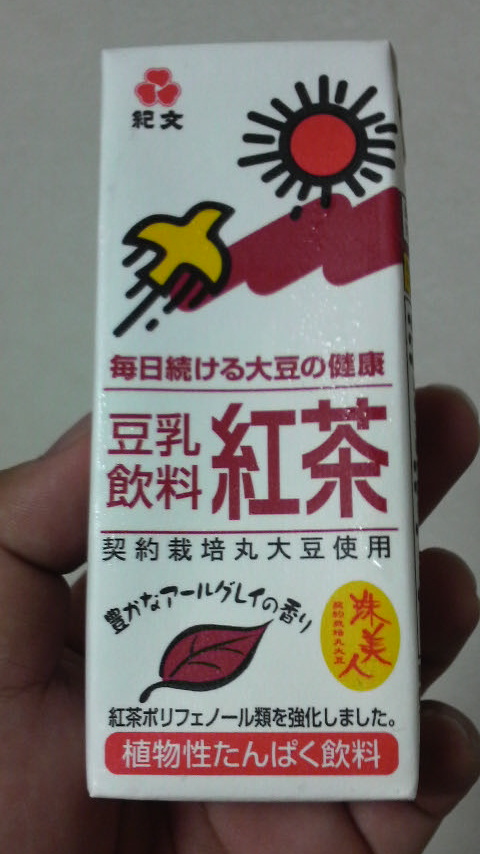 紀文
毎日続ける大豆の健康
豆乳
飲料
紅茶
契約栽培丸大豆使用
豊かなアールグレイの香り
契約栽培丸大豆
紅茶ポリフェノール類を強化しました。
植物性たんぱく飲料